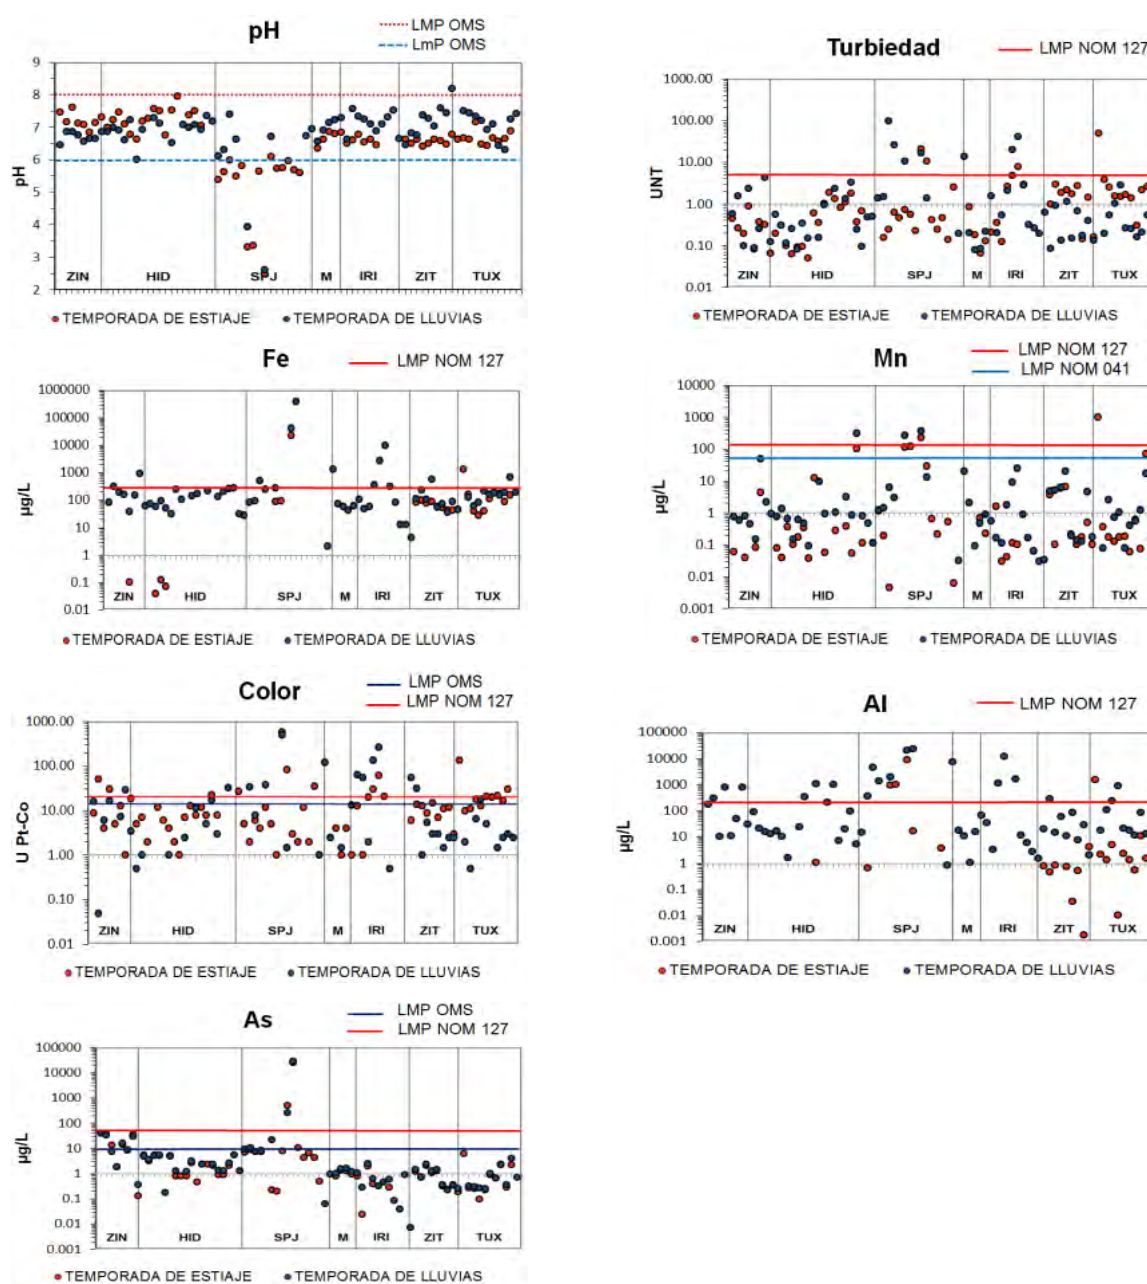 pH
LMP OMS
LmP OMS
9
8
7
6
5
4
3
2
pH
ZIN HID SPJ M IRI ZIT TUX
TEMPORADA DE ESTIAJE TEMPORADA DE LLUVIAS
Turbiedad
LMP NOM 127
1000.00
100.00
10.00
1.00
0.10
0.01
UNT
ZIN HID SPJ M IRI ZIT TUX
TEMPORADA DE ESTIAJE TEMPORADA DE LLUVIAS
Fe
LMP NOM 127
1000000
100000
10000
1000
100
10
1
0.1
0.01
µg/L
ZIN HID SPJ M IRI ZIT TUX
TEMPORADA DE ESTIAJE TEMPORADA DE LLUVIAS
Mn
LMP NOM 127
LMP NOM 041
10000
1000
100
10
1
0.1
0.01
0.001
µg/L
ZIN HID SPJ M IRI ZIT TUX
TEMPORADA DE ESTIAJE TEMPORADA DE LLUVIAS
Color
LMP OMS
LMP NOM 127
1000.00
100.00
10.00
1.00
0.10
0.01
U Pt-Co
ZIN HID SPJ M IRI ZIT TUX
TEMPORADA DE ESTIAJE TEMPORADA DE LLUVIAS
Al
LMP NOM 127
100000
10000
1000
100
10
1
0.1
0.01
0.001
µg/L
ZIN HID SPJ M IRI ZIT TUX
TEMPORADA DE ESTIAJE TEMPORADA DE LLUVIAS
As
LMP OMS
LMP NOM 127
100000
10000
1000
100
10
1
0.1
0.01
0.001
µg/L
ZIN HID SPJ M IRI ZIT TUX
TEMPORADA DE ESTIAJE TEMPORADA DE LLUVIAS